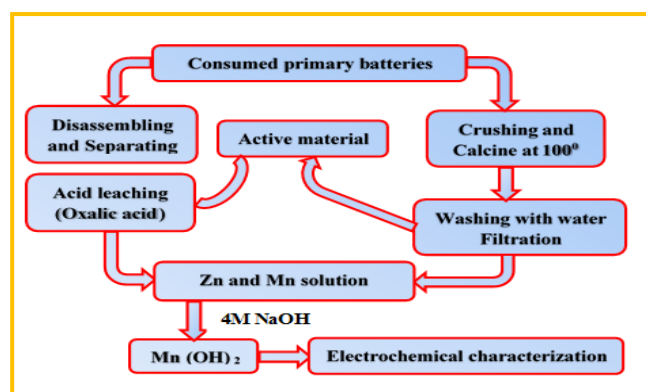 Consumed primary batteries
Disassembling
and Separating
Active material
Crushing and
Calcine at 100⁰
Acid leaching
(Oxalic acid)
Washing with water
Filtration
Zn and Mn solution
4M NaOH
Mn (OH) ₂
Electrochemical characterization